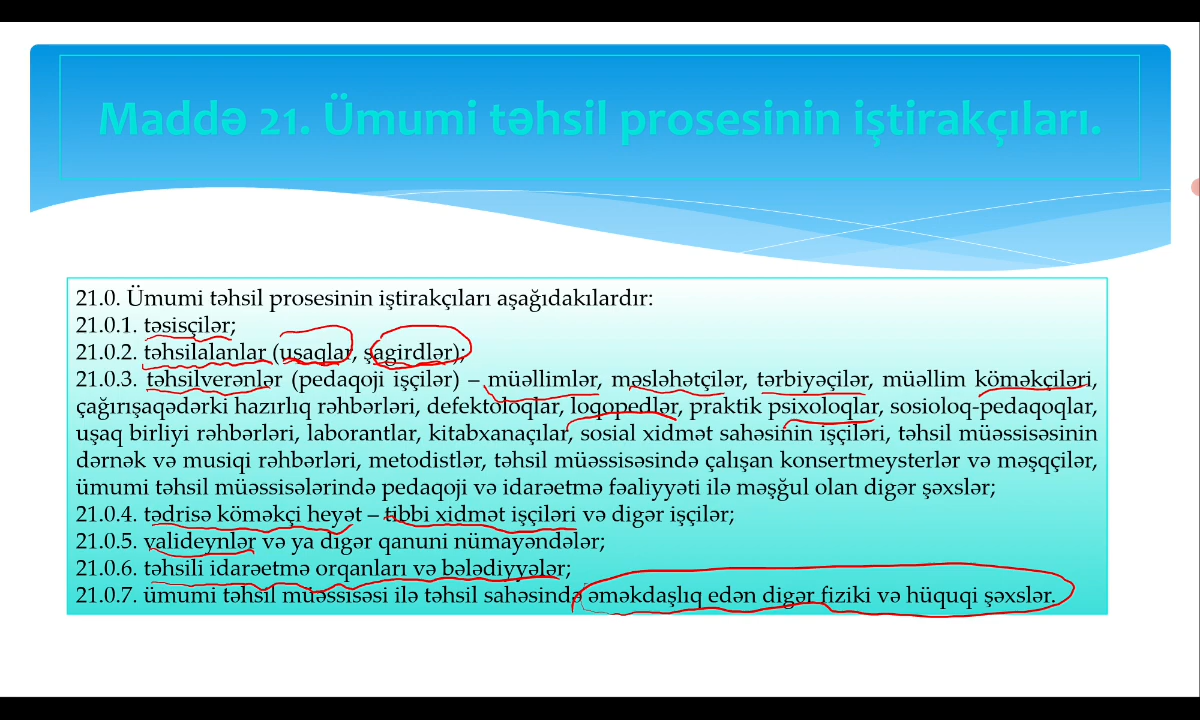 Maddə 21. Ümumi təhsil prosesinin iştirakçıları.
21.0. Ümumi təhsil prosesinin iştirakçıları aşağıdakılardır:
21.0.1. təsisçilər;
21.0.2. təhsilalanlar (uşaqlar, şagirdlər);
21.0.3. təhsilverənlər (pedaqoji işçilər) – müəllimlər, məsləhətçilər, tərbiyəçilər, müəllim köməkçiləri,
çağırışaqədərki hazırlıq rəhbərləri, defektoloqlar, loqopedlər, praktik psixoloqlar, sosioloq-pedaqoqlar,
uşaq birliyi rəhbərləri, laborantlar, kitabxanaçılar, sosial xidmət sahəsinin işçiləri, təhsil müəssisəsinin
dərnək və musiqi rəhbərləri, metodistlər, təhsil müəssisəsində çalışan konsertmeysterlər və məşqçilər,
ümumi təhsil müəssisələrində pedaqoji və idarəetmə fəaliyyəti ilə məşğul olan digər şəxslər;
21.0.4. tədrisə köməkçi heyət – tibbi xidmət işçiləri və digər işçilər;
21.0.5. valideynlər və ya digər qanuni nümayəndələr;
21.0.6. təhsili idarəetmə orqanları və bələdiyyələr;
21.0.7. ümumi təhsil müəssisəsi ilə təhsil sahəsində əməkdaşlıq edən digər fiziki və hüquqi şəxslər.